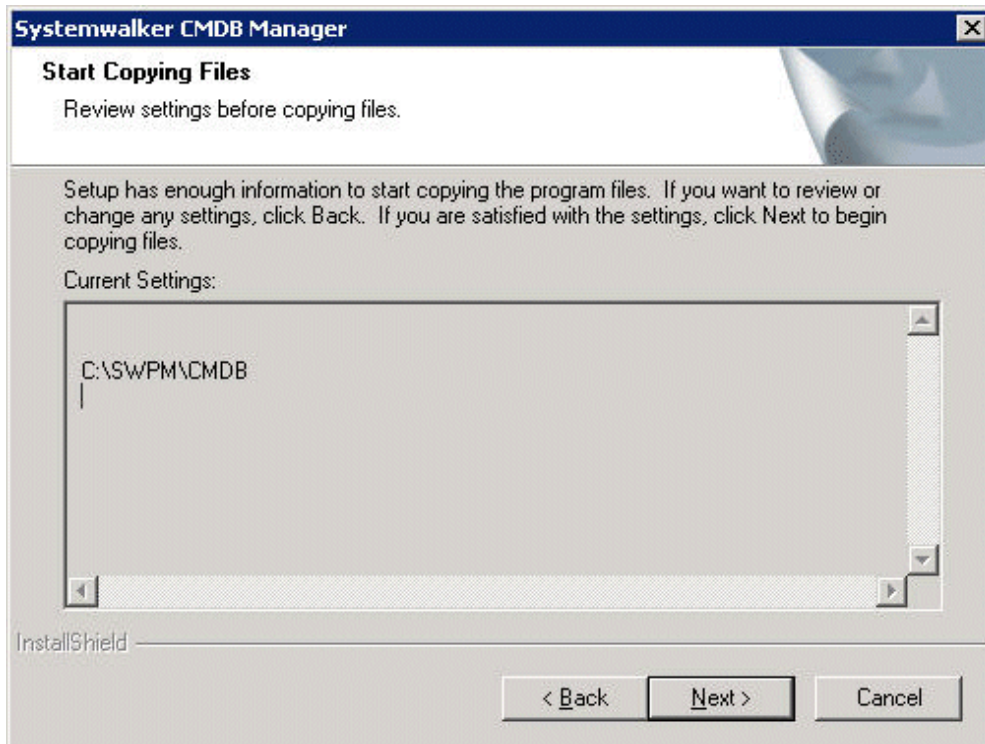 Systemwalker CMDB Manager
Start Copying Files
Review settings before copying files.
Setup has enough information to start copying the program files.  If you want to review or
change any settings, click Back.  If you are satisfied with the settings, click Next to begin
copying files.
Current Settings:
C:\SWPM\CMDB
InstallShield
< Back
Next >
Cancel